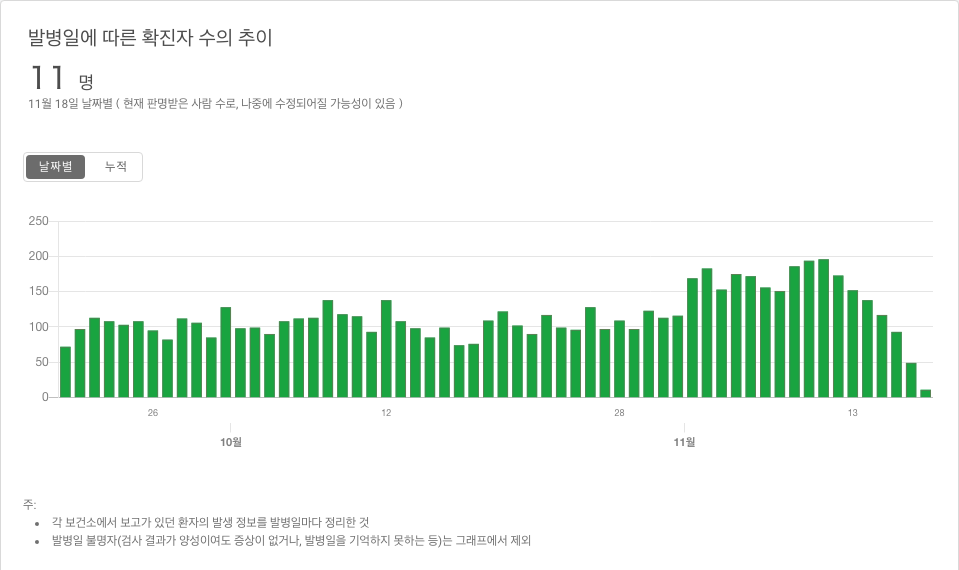 발병일에 따른 확진자 수의 추이
11 명
11월 18일 날짜별 ( 현재 판명받은 사람 수로, 나중에 수정되어질 가능성이 있음 )
날짜별 누적
250
200
150
100
50
0
26 12 28 13
10월 11월
주:
• 각 보건소에서 보고가 있던 환자의 발생 정보를 발병일마다 정리한 것
• 발병일 불명자(검사 결과가 양성이여도 증상이 없거나, 발병일을 기억하지 못하는 등)는 그래프에서 제외